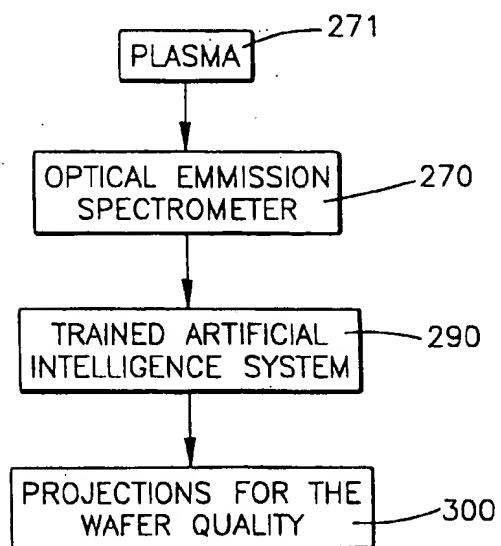 271
PLASMA
OPTICAL EMMISSION
SPECTROMETER
270
TRAINED ARTIFICIAL
INTELLIGENCE SYSTEM
290
PROJECTIONS FOR THE
WAFER QUALITY
300